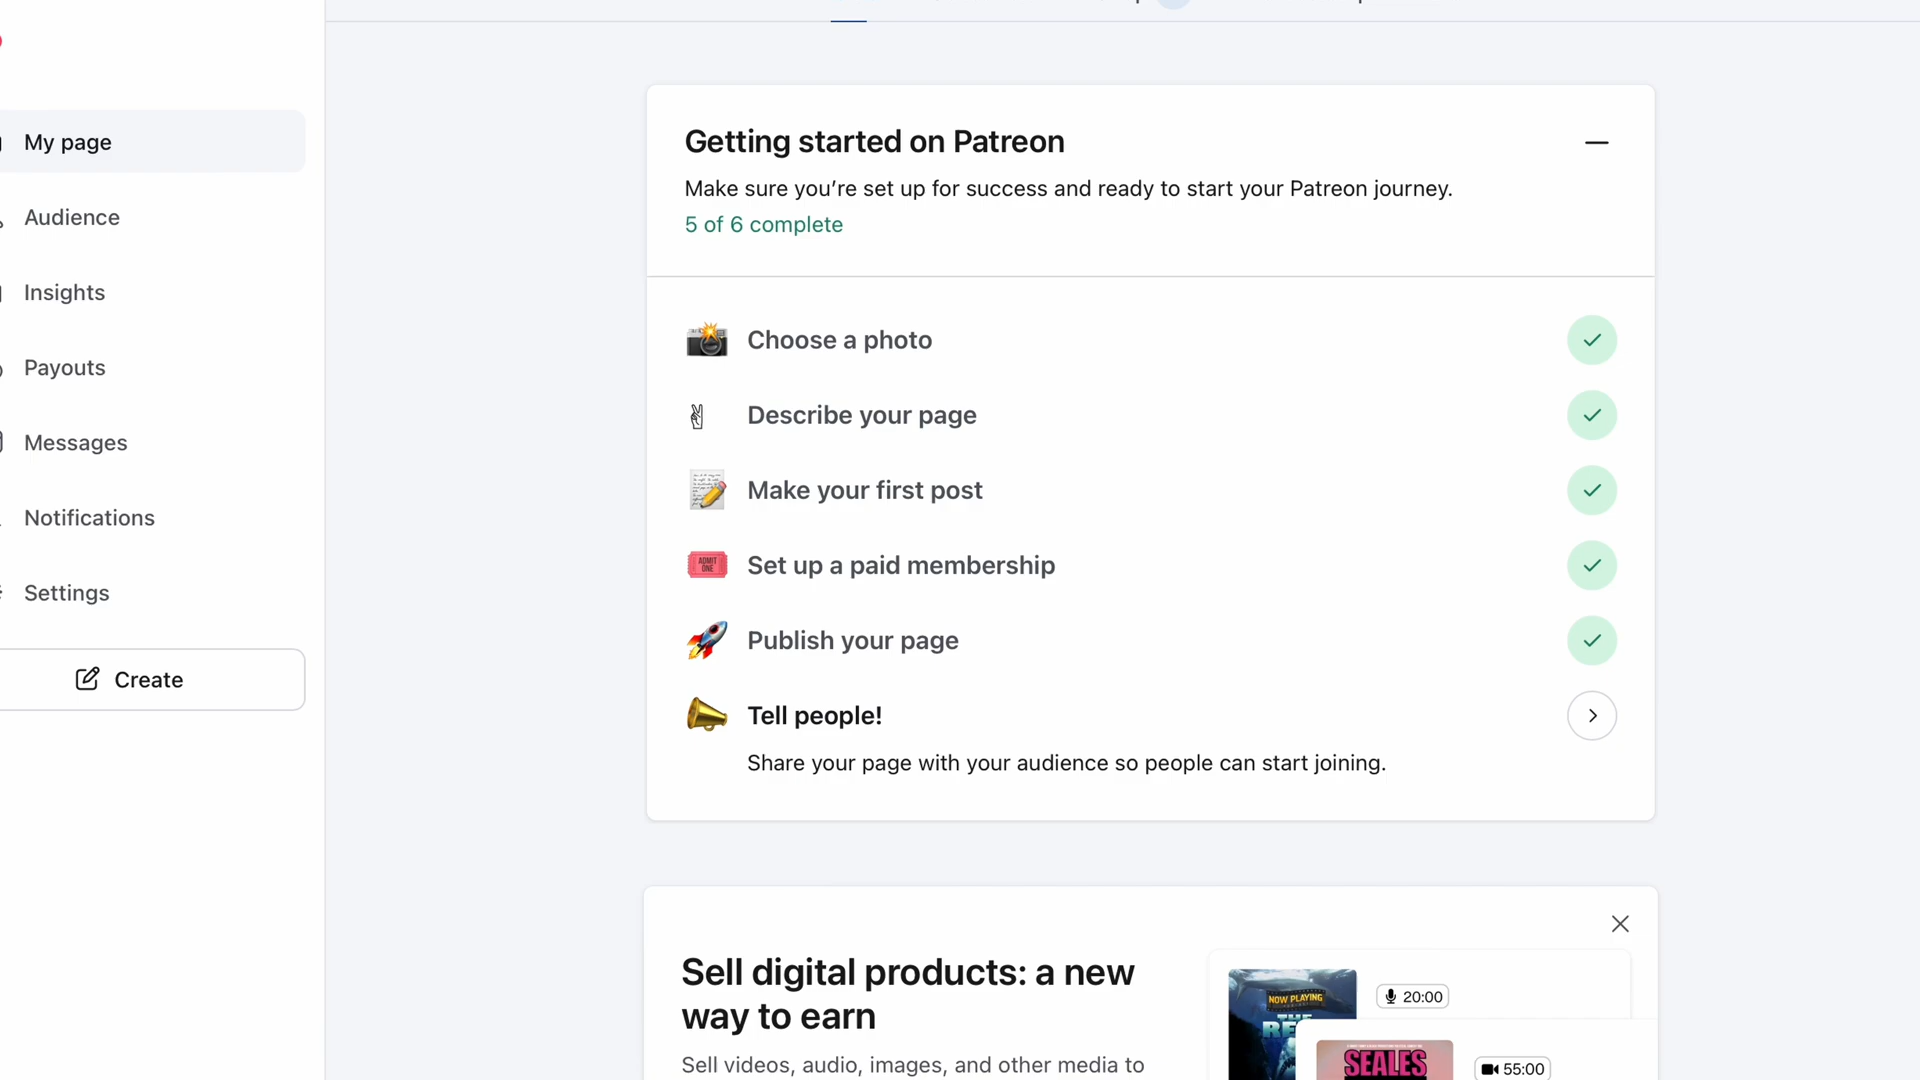 My page
Audience
Insights
Payouts
Messages
Notifications
Settings
Create
Getting started on Patreon
Make sure you’re set up for success and ready to start your Patreon journey.
5 of 6 complete
Choose a photo
Describe your page
Make your first post
ADMIT
ONE
Set up a paid membership
Publish your page
Tell people!
Share your page with your audience so people can start joining.
Sell digital products: a new
way to earn
Sell videos, audio, images, and other media to
NOW PLAYING
THE
20:00
SEALES
55:00